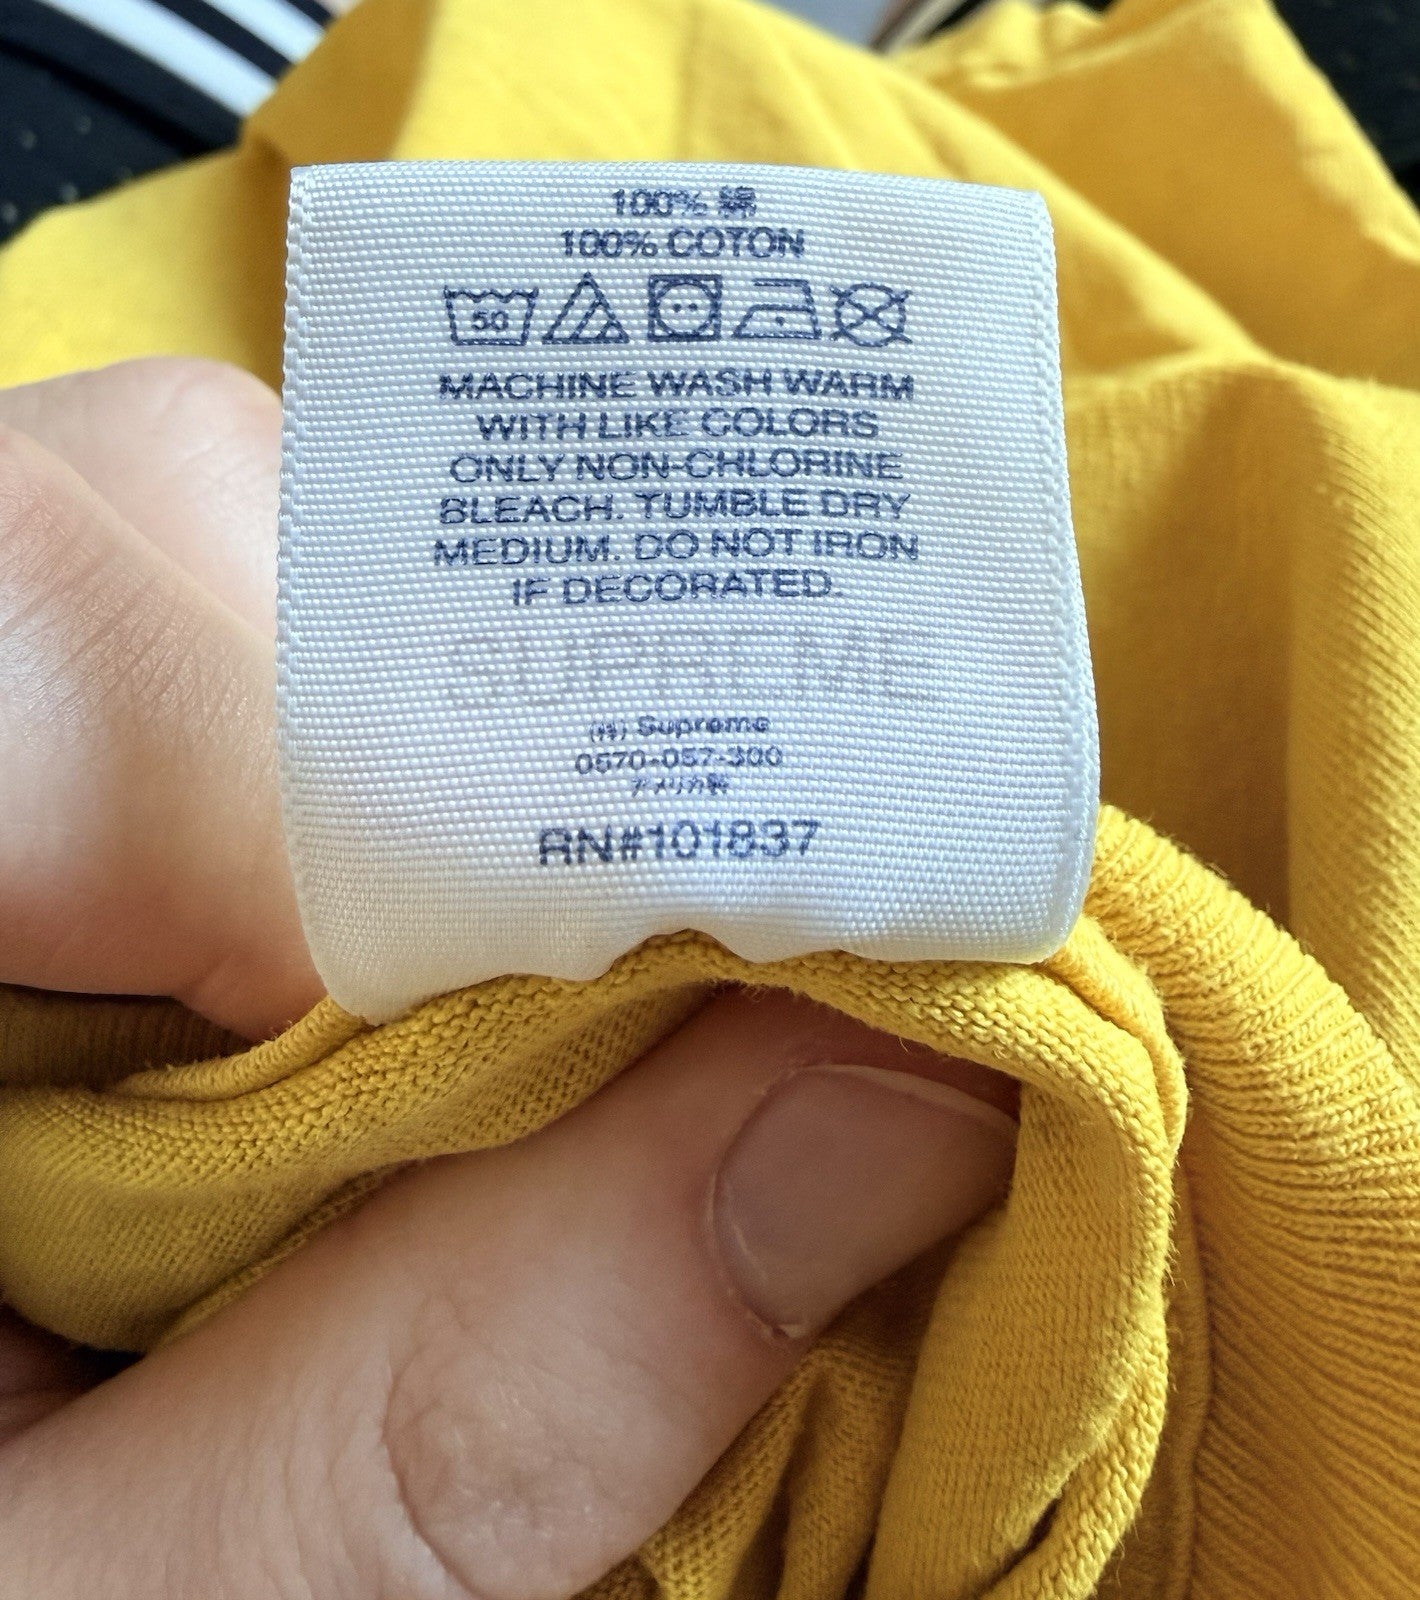 100% 綿
100% COTON
50
MACHINE WASH WARM
WITH LIKE COLORS
ONLY NON-CHLORINE
BLEACH. TUMBLE DRY
MEDIUM. DO NOT IRON
IF DECORATED.
SUPREME
(株) Supreme
0570-057-300
アメリカ製
RN#101837